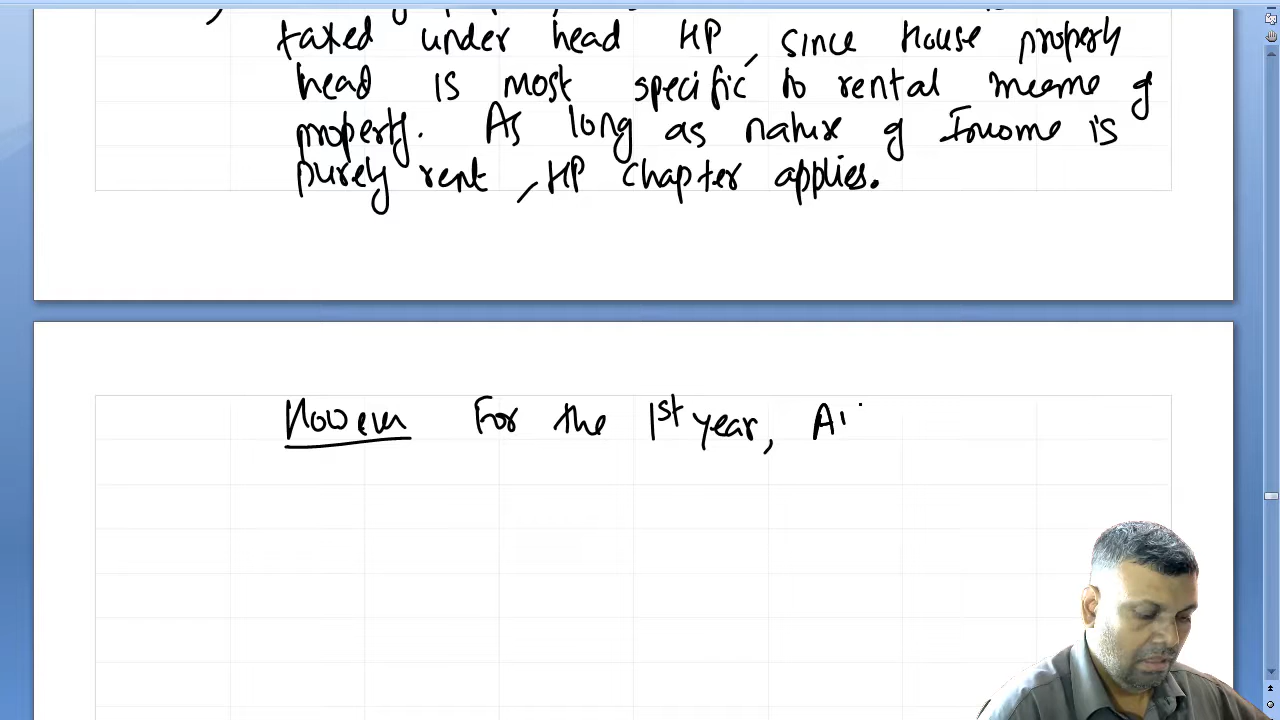 taxed under head HP, since House property
head is most specific to rental income of
property. As long as nature of Income is
purely rent, HP chapter applies.
However For the 1st year, A